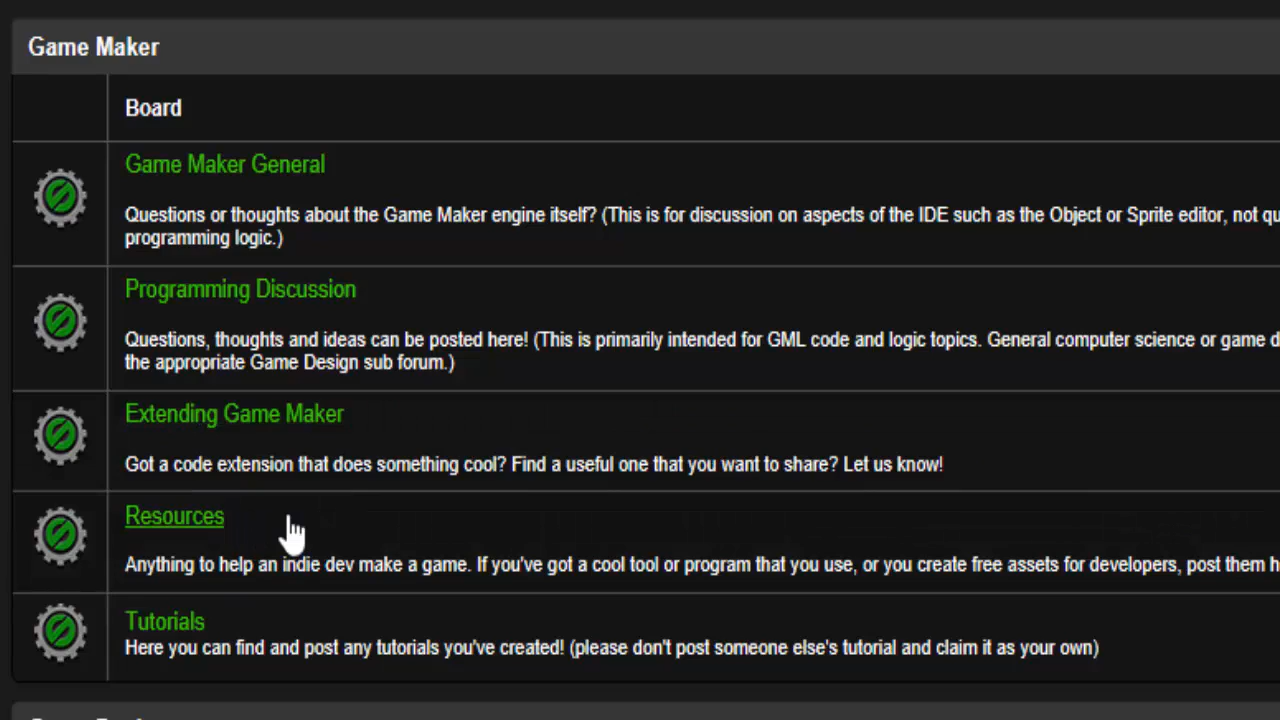 Game Maker
Board
Game Maker General
Questions or thoughts about the Game Maker engine itself? (This is for discussion on aspects of the IDE such as the Object or Sprite editor, not
programming logic.)
Programming Discussion
Questions, thoughts and ideas can be posted here! (This is primarily intended for GML code and logic topics. General computer science or game
the appropriate Game Design sub forum.)
Extending Game Maker
Got a code extension that does something cool? Find a useful one that you want to share? Let us know!
Resources
Anything to help an indie dev make a game. If you've got a cool tool or program that you use, or you create free assets for developers, post them
Tutorials
Here you can find and post any tutorials you've created! (please don't post someone else's tutorial and claim it as your own)